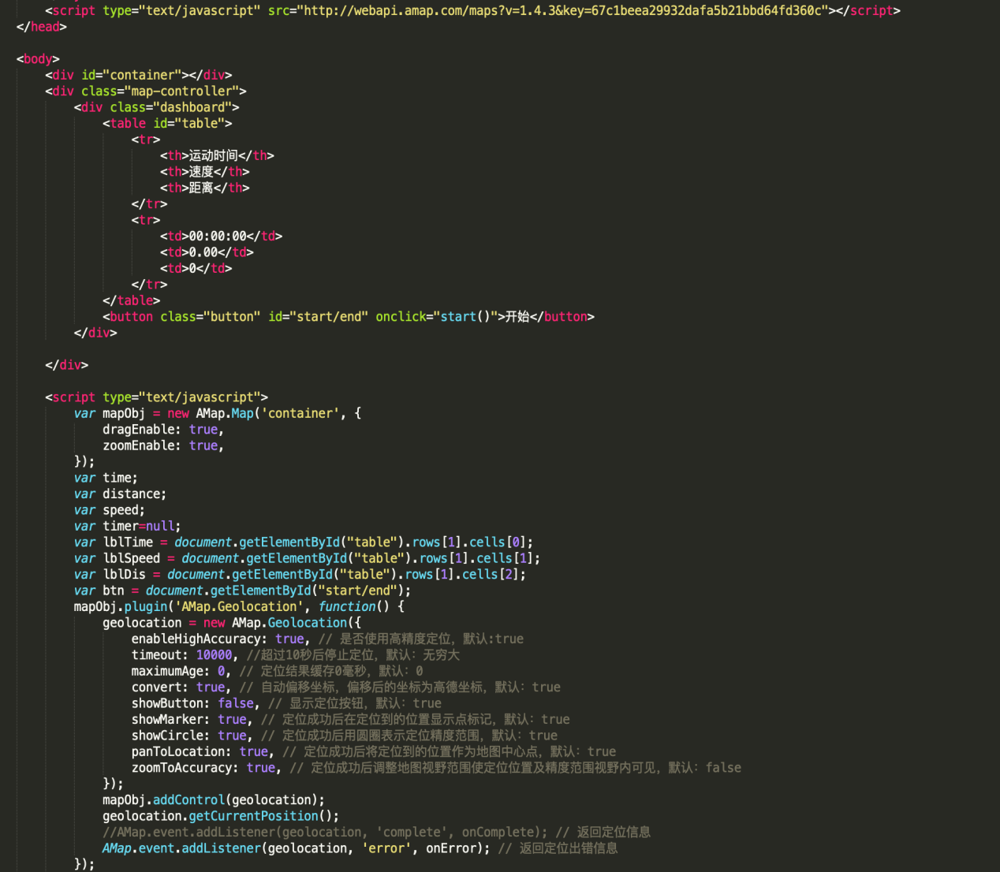 <script type="text/javascript" src="http://webapi.amap.com/maps?v=1.4.3&key=67c1beea29932dafa5b21bbd64fd360c"></script>
</head>
<body>
<div id="container"></div>
<div class="map-controller">
<div class="dashboard">
<table id="table">
<tr>
<th>运动时间</th>
<th>速度</th>
<th>距离</th>
</tr>
<tr>
<td>00:00:00</td>
<td>0.00</td>
<td>0</td>
</tr>
</table>
<button class="button" id="start/end" onclick="start()">开始</button>
</div>
</div>
<script type="text/javascript">
var mapObj = new AMap.Map('container', {
dragEnable: true,
zoomEnable: true,
});
var time;
var distance;
var speed;
var timer=null;
var lblTime = document.getElementById("table").rows[1].cells[0];
var lblSpeed = document.getElementById("table").rows[1].cells[1];
var lblDis = document.getElementById("table").rows[1].cells[2];
var btn = document.getElementById("start/end");
mapObj.plugin('AMap.Geolocation', function() {
geolocation = new AMap.Geolocation({
enableHighAccuracy: true, // 是否使用高精度定位，默认:true
timeout: 10000, //超过10秒后停止定位，默认：无穷大
maximumAge: 0, // 定位结果缓存0毫秒，默认：0
convert: true, // 自动偏移坐标，偏移后的坐标为高德坐标，默认：true
showButton: false, // 显示定位按钮，默认：true
showMarker: true, // 定位成功后在定位到的位置显示点标记，默认：true
showCircle: true, // 定位成功后用圆圈表示定位精度范围，默认：true
panToLocation: true, // 定位成功后将定位到的位置作为地图中心点，默认：true
zoomToAccuracy: true, // 定位成功后调整地图视野范围使定位位置及精度范围视野内可见，默认：false
});
mapObj.addControl(geolocation);
geolocation.getCurrentPosition();
//AMap.event.addListener(geolocation, 'complete', onComplete); // 返回定位信息
AMap.event.addListener(geolocation, 'error', onError); // 返回定位出错信息
});